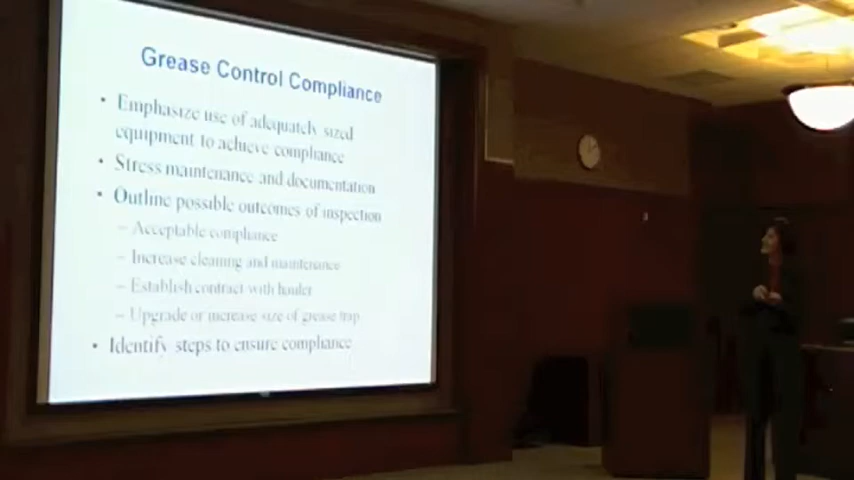 Grease Control Compliance
• Emphasize use of adequately sized
equipment to achieve compliance
• Stress maintenance and documentation
• Outline possible outcomes of inspection
– Acceptable compliance
– Increase cleaning and maintenance
– Establish contract with hauler
– Upgrade or increase size of grease trap
• Identify steps to ensure compliance